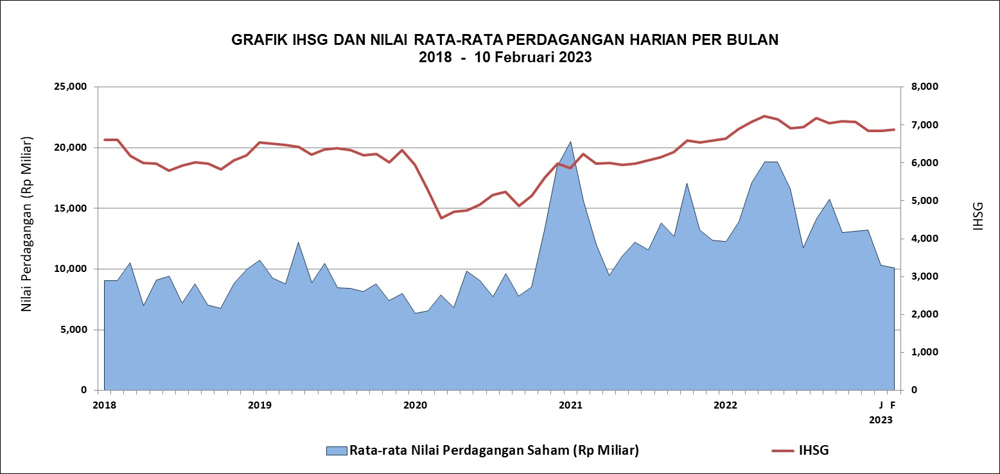 GRAFIK IHSG DAN NILAI RATA-RATA PERDAGANGAN HARIAN PER BULAN
2018 - 10 Februari 2023
Nilai Perdagangan (Rp Miliar)
25,000
20,000
15,000
10,000
5,000
0
8,000
7,000
6,000
5,000
4,000
3,000
2,000
1,000
0
IHSG
2018 2019 2020 2021 2022 J F
2023
Rata-rata Nilai Perdagangan Saham (Rp Miliar) IHSG